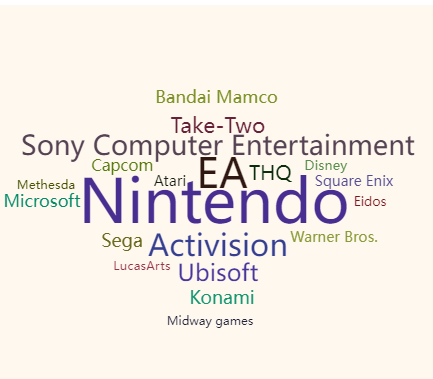 Bandai Mamco
Take-Two
Sony Computer Entertainment
Capcom
EA
THQ
Disney
Methesda
Atari
Square Enix
Microsoft
Nintendo
Eidos
Sega
Activision
Warner Bros.
LucasArts
Ubisoft
Konami
Midway games